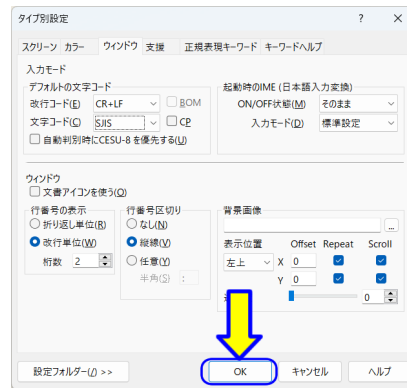 タイプ別設定 ? ×
スクリーン カラー ウィンドウ 支援 正規表現キーワード キーワードヘルプ
入力モード
デフォルトの文字コード 起動時のIME (日本語入力変換)
改行コード(E) CR+LF BOM ON/OFF状態(M) そのまま
文字コード(C) SJIS CP 入力モード(D) 標準設定
自動判別時にCESU-8 を優先する(U)
ウィンドウ
文書アイコンを使う(O)
行番号の表示 行番号区切り 背景画像
折り返し単位(R) なし(N) ...
改行単位(W) 縦線(V) 表示位置 Offset Repeat Scroll
桁数 2 任意(Y) 左上 X 0
半角(S) : Y 0
0
設定フォルダー(/) >> OK キャンセル ヘルプ